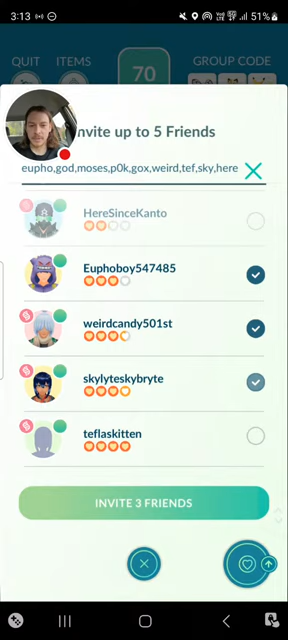 3:13
51%
QUIT
ITEMS
70
GROUP CODE
nvite up to 5 Friends
eupho,god,moses,p0k,gox,weird,tef,sky,here
HereSinceKanto
Euphoboy547485
weirdcandy501st
skylyteskybryte
teflaskitten
INVITE 3 FRIENDS